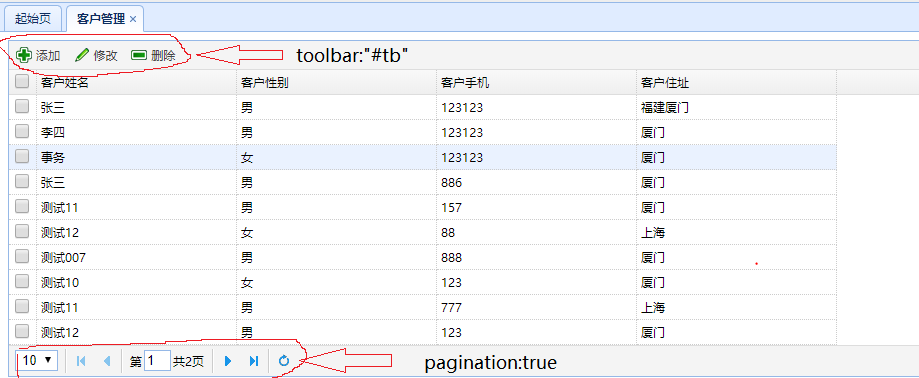 起始页 客户管理 ×
添加 修改 删除 toolbar:"#tb"
客户姓名 客户性别 客户手机 客户住址
张三 男 123123 福建厦门
李四 男 123123 厦门
事务 女 123123 厦门
张三 男 886 厦门
测试11 男 157 厦门
测试12 女 88 上海
测试007 男 888 厦门
测试10 女 123 厦门
测试11 男 777 上海
测试12 男 123 厦门
10 第 1 共2页 pagination:true